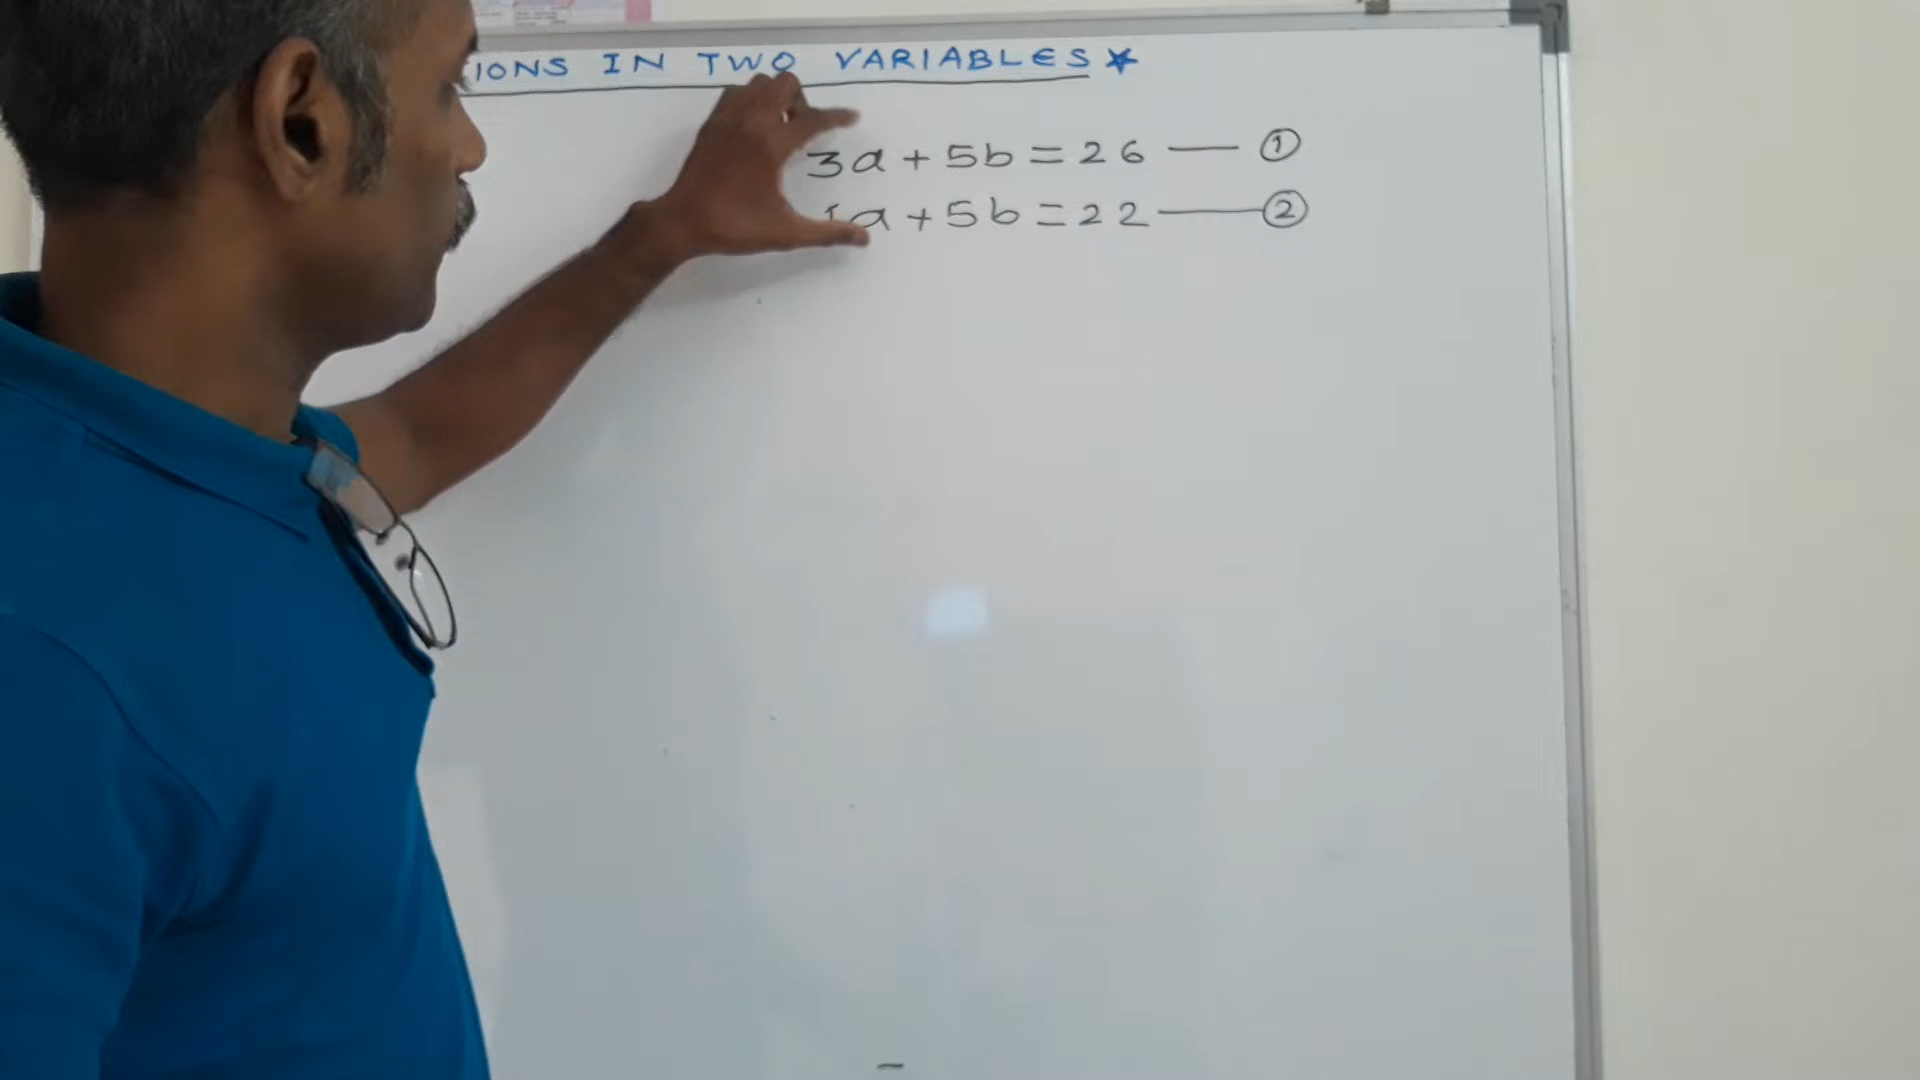 IONS IN TWO VARIABLES ★
3a + 5b = 26 — ①
a + 5b = 22 — ②